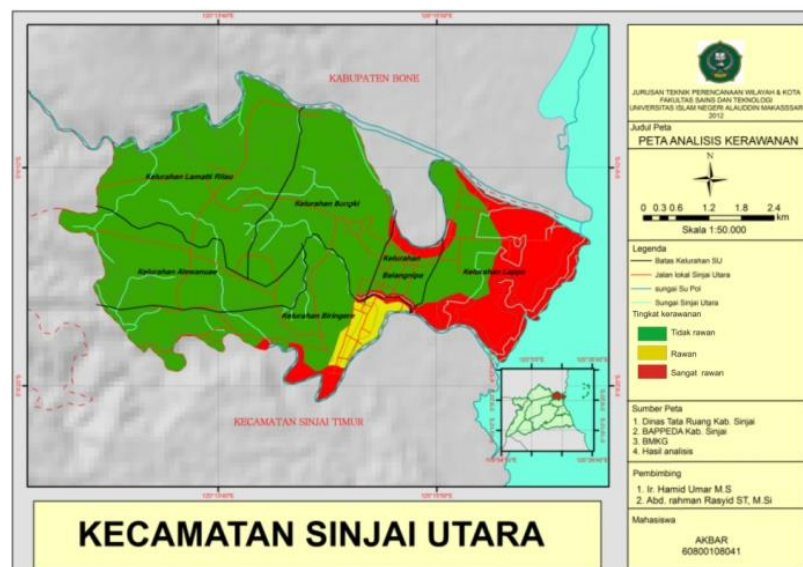 KABUPATEN BONE
Kelurahan Lamatti Rilau
Kelurahan Bongki
Kelurahan
Balangnipa
Kelurahan Lappa
Kelurahan Alewanuae
Kelurahan Biringere
KECAMATAN SINJAI TIMUR
KECAMATAN SINJAI UTARA
JURUSAN TEKNIK PERENCANAAN WILAYAH & KOTA
FAKULTAS SAINS DAN TEKNOLOGI
UNIVERSITAS ISLAM NEGERI ALAUDDIN MAKASSSAR
2012
Judul Peta
PETA ANALISIS KERAWANAN
N
0 0.3 0.6 1.2 1.8 2.4
km
Skala 1:50.000
Legenda
Batas Kelurahan SU
Jalan lokal Sinjai Utara
sungai Su Pol
Sungai Sinjai Utara
Tingkat kerawanan
Tidak rawan
Rawan
Sangat rawan
Sumber Peta
1. Dinas Tata Ruang Kab. Sinjai
2. BAPPEDA Kab. Sinjai
3. BMKG
4. Hasil analisis
Pembimbing
1. Ir. Hamid Umar M.S
2. Abd. rahman Rasyid ST, M.Si
Mahasiswa
AKBAR
60800108041